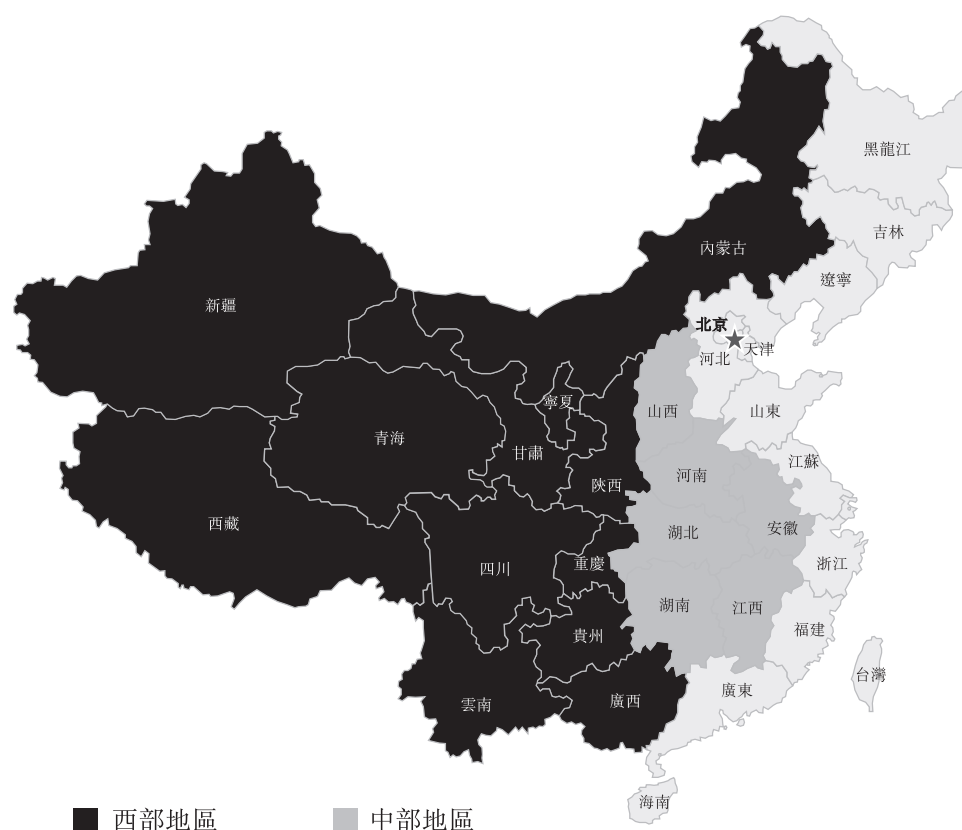 黑龍江
吉林
內蒙古
遼寧
新疆
北京
天津
河北
寧夏
山西
山東
青海
甘肅
江蘇
河南
陝西
西藏
湖北
安徽
四川
重慶
浙江
湖南
江西
貴州
福建
台灣
雲南
廣西
廣東
海南
西部地區
中部地區